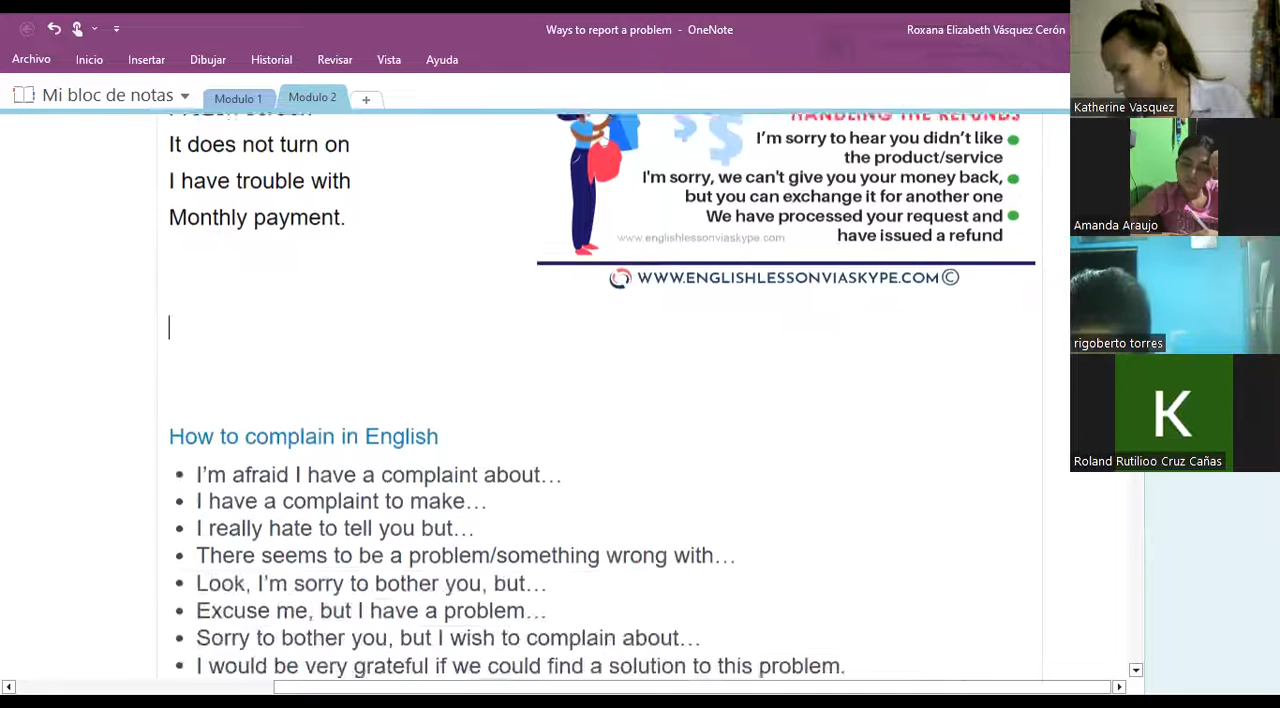 Ways to report a problem - OneNote
Roxana Elizabeth Vásquez Cerón
Archivo Inicio Insertar Dibujar Historial Revisar Vista Ayuda
Mi bloc de notas Modulo 1 Modulo 2
It does not turn on
I have trouble with
Monthly payment.
HANDLING THE REFUNDS
I'm sorry to hear you didn't like
the product/service
I'm sorry, we can't give you your money back,
but you can exchange it for another one
We have processed your request and
have issued a refund
www.englishlessonviaskype.com
WWW.ENGLISHLESSONVIASKYPE.COM©
How to complain in English
• I'm afraid I have a complaint about…
• I have a complaint to make…
• I really hate to tell you but…
• There seems to be a problem/something wrong with…
• Look, I'm sorry to bother you, but…
• Excuse me, but I have a problem…
• Sorry to bother you, but I wish to complain about…
• I would be very grateful if we could find a solution to this problem.
Katherine Vasquez
Amanda Araujo
rigoberto torres
K
Roland Rutilioo Cruz Cañas